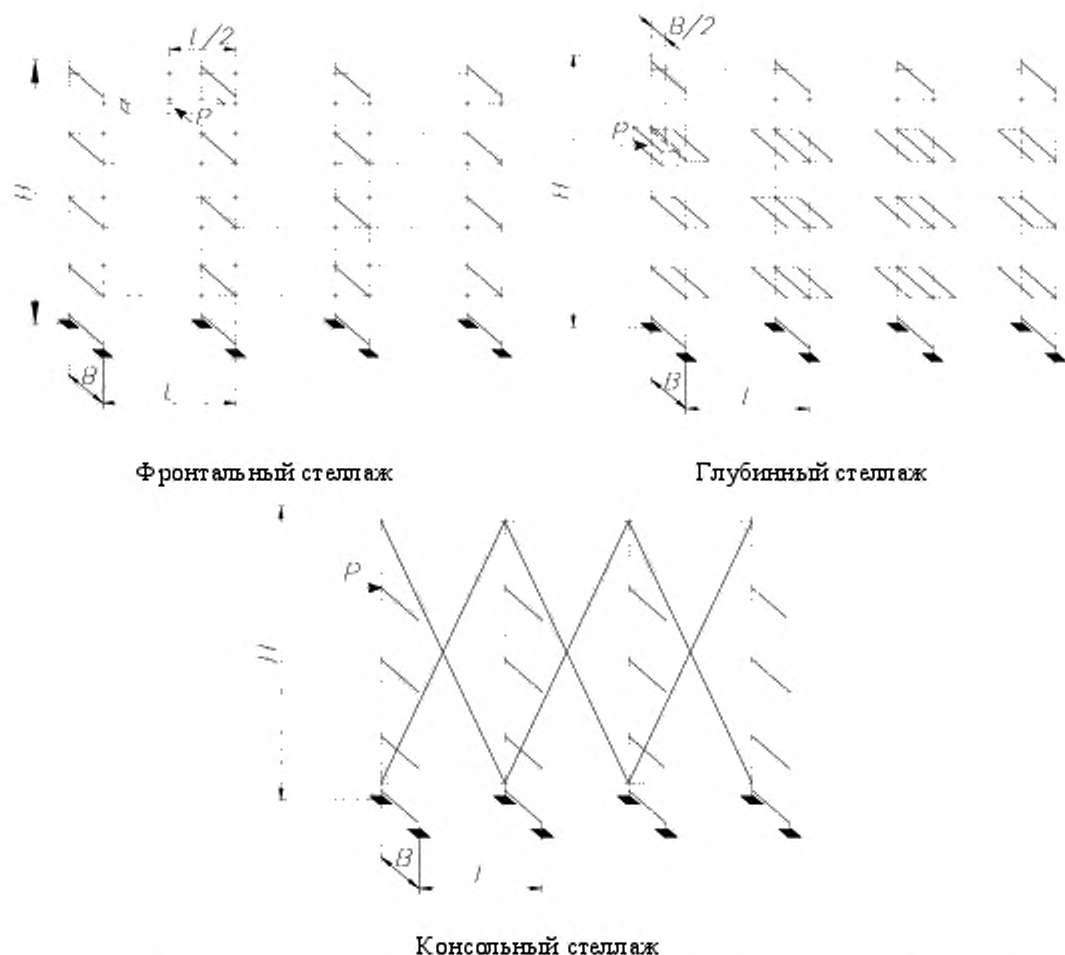 L/2
B/2
P
P
H
H
B
L
B
l
Фронтальный стеллаж
Глубинный стеллаж
P
H
B
l
Консольный стеллаж